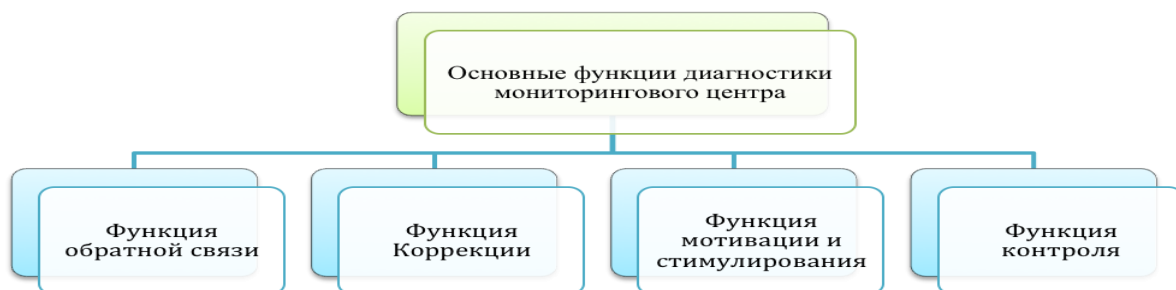 Основные функции диагностики
мониторингового центра
Функция
обратной связи
Функция
Коррекции
Функция
мотивации и
стимулирования
Функция
контроля